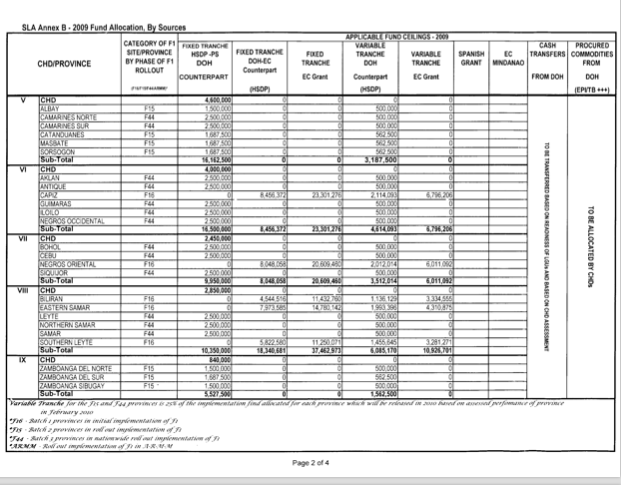 SLA Annex B - 2009 Fund Allocation, By Sources
CHD/PROVINCE
CATEGORY OF F1 SITE/PROVINCE BY PHASE OF F1 ROLLOUT
APPLICABLE FUND CEILINGS - 2009
FIXED TRANCHE HSDP -PS DOH COUNTERPART
FIXED TRANCHE DOH-EC Counterpart (HSDP)
FIXED TRANCHE EC Grant
VARIABLE TRANCHE DOH Counterpart (HSDP)
VARIABLE TRANCHE EC Grant
SPANISH GRANT
EC MINDANAO
CASH TRANSFERS FROM DOH
PROCURED COMMODITIES FROM DOH (EPI/TB +++)
V CHD 4,600,000 0 0 0 0
ALBAY F15 1,500,000 0 0 500,000 0
CAMARINES NORTE F44 2,500,000 0 0 500,000 0
CAMARINES SUR F44 2,500,000 0 0 500,000 0
CATANDUANES F15 1,687,500 0 0 562,500 0
MASBATE F15 1,687,500 0 0 562,500 0
SORSOGON F15 1,687,500 0 0 562,500 0
Sub-Total 16,162,500 0 0 3,187,500 0
VI CHD 4,000,000 0 0 0 0
AKLAN F44 2,500,000 0 0 500,000 0
ANTIQUE F44 2,500,000 0 0 500,000 0
CAPIZ F16 0 8,456,372 23,301,276 2,114,093 6,796,206
GUIMARAS F44 2,500,000 0 0 500,000 0
ILOILO F44 2,500,000 0 0 500,000 0
NEGROS OCCIDENTAL F44 2,500,000 0 0 500,000 0
Sub-Total 16,500,000 8,456,372 23,301,276 4,614,093 6,796,206
VII CHD 2,450,000 0 0 0 0
BOHOL F44 2,500,000 0 0 500,000 0
CEBU F44 2,500,000 0 0 500,000 0
NEGROS ORIENTAL F16 0 8,048,058 20,609,460 2,012,014 6,011,092
SIQUIJOR F44 2,500,000 0 0 500,000 0
Sub-Total 9,950,000 8,048,058 20,609,460 3,512,014 6,011,092
VIII CHD 2,850,000 0 0 0 0
BILIRAN F16 0 4,544,516 11,432,760 1,136,129 3,334,555
EASTERN SAMAR F16 0 7,973,585 14,780,142 1,993,396 4,310,875
LEYTE F44 2,500,000 0 0 500,000 0
NORTHERN SAMAR F44 2,500,000 0 0 500,000 0
SAMAR F44 2,500,000 0 0 500,000 0
SOUTHERN LEYTE F16 0 5,822,580 11,250,071 1,455,645 3,281,271
Sub-Total 10,350,000 18,340,681 37,462,973 6,085,170 10,926,701
IX CHD 840,000 0 0 0 0
ZAMBOANGA DEL NORTE F15 1,500,000 0 0 500,000 0
ZAMBOANGA DEL SUR F15 1,687,500 0 0 562,500 0
ZAMBOANGA SIBUGAY F15 1,500,000 0 0 500,000 0
Sub-Total 5,527,500 0 0 1,562,500 0
TO BE TRANSFERRED BASED ON READINESS OF LGUs AND BASED ON CHD ASSESSMENT
TO BE ALLOCATED BY CHDs
Variable Tranche for the F15 and F44 provinces is 25% of the implementation fund allocated for each province which will be released in 2010 based on assessed performance of province
in February 2010
*F16 - Batch 1 provinces in initial implementation of F1
*F15 - Batch 2 provinces in roll out implementation of F1
*F44 - Batch 3 provinces in nationwide roll out implementation of F1
*ARMM - Roll out implementation of F1 in A-R-M-M
Page 2 of 4